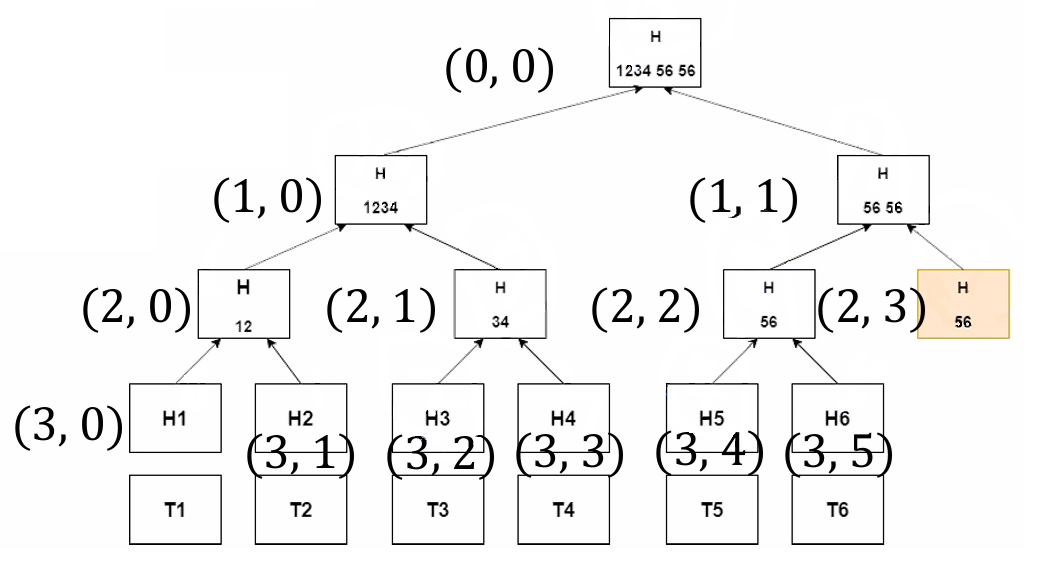 H
(0, 0)
1234 56 56
H
H
(1, 0)
(1, 1)
1234
56 56
H
H
H
H
(2, 0)
(2, 1)
(2, 2)
(2, 3)
12
34
56
56
H1
H2
H3
H4
H5
H6
(3, 0)
(3, 1)
(3, 2)
(3, 3)
(3, 4)
(3, 5)
T1
T2
T3
T4
T5
T6